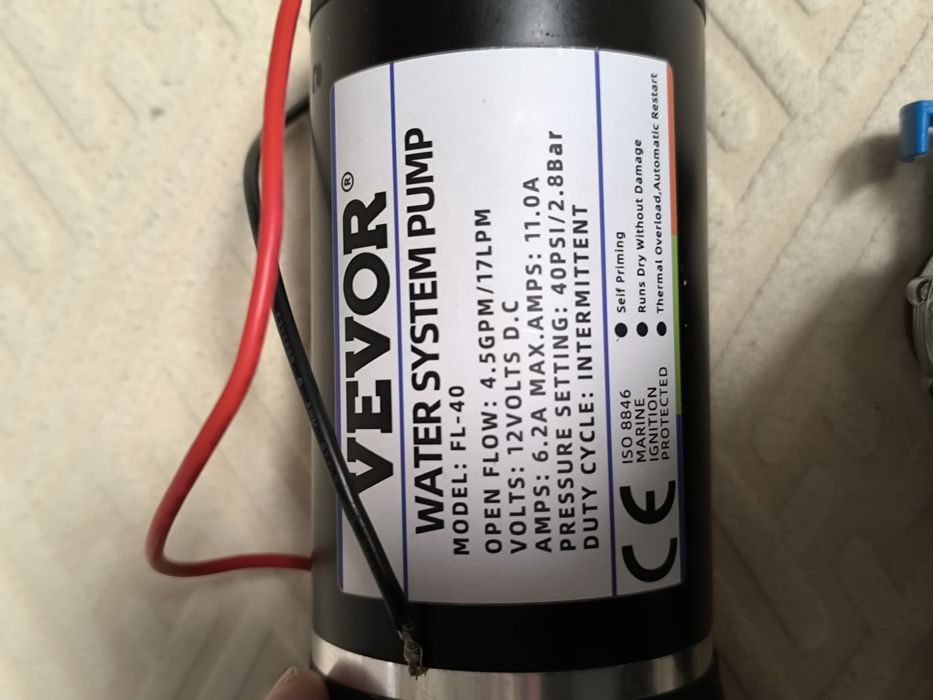 VEVOR®
WATER SYSTEM PUMP
MODEL: FL-40
OPEN FLOW: 4.5GPM/17LPM
VOLTS: 12VOLTS D.C
AMPS: 6.2A MAX.AMPS: 11.0A
PRESSURE SETTING: 40PSI/2.8Bar
DUTY CYCLE: INTERMITTENT
CE
ISO 8846
MARINE
IGNITION
PROTECTED
● Seif Priming
● Runs Dry Without Damage
● Thermal Overload,Automatic Restart